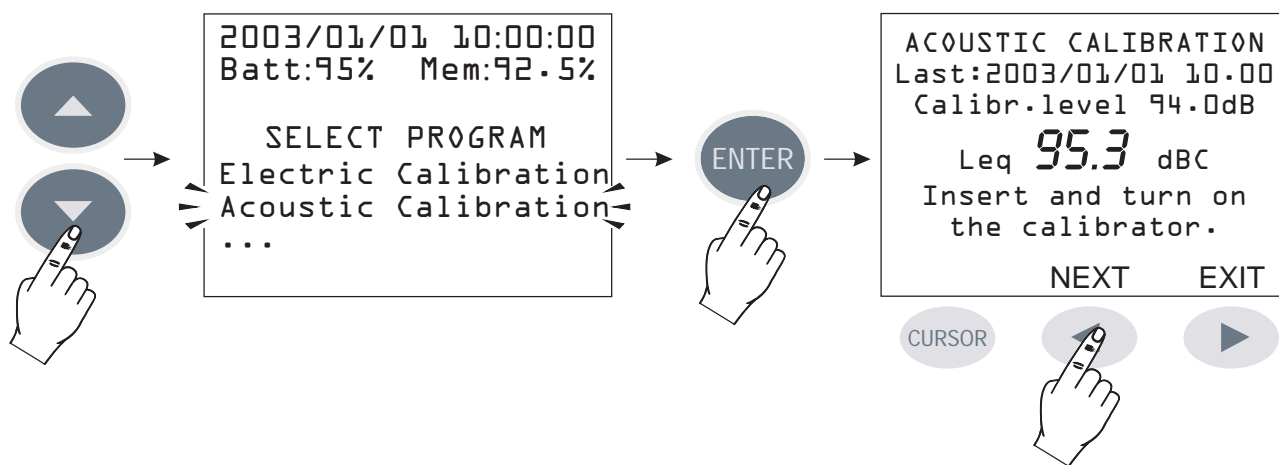 2003/01/01 10:00:00
Batt:95% Mem:92.5%
SELECT PROGRAM
Electric Calibration
Acoustic Calibration
...
ENTER
ACOUSTIC CALIBRATION
Last:2003/01/01 10.00
Calibr.level 94.0dB
Leq 95.3 dBC
Insert and turn on
the calibrator.
NEXT EXIT
CURSOR